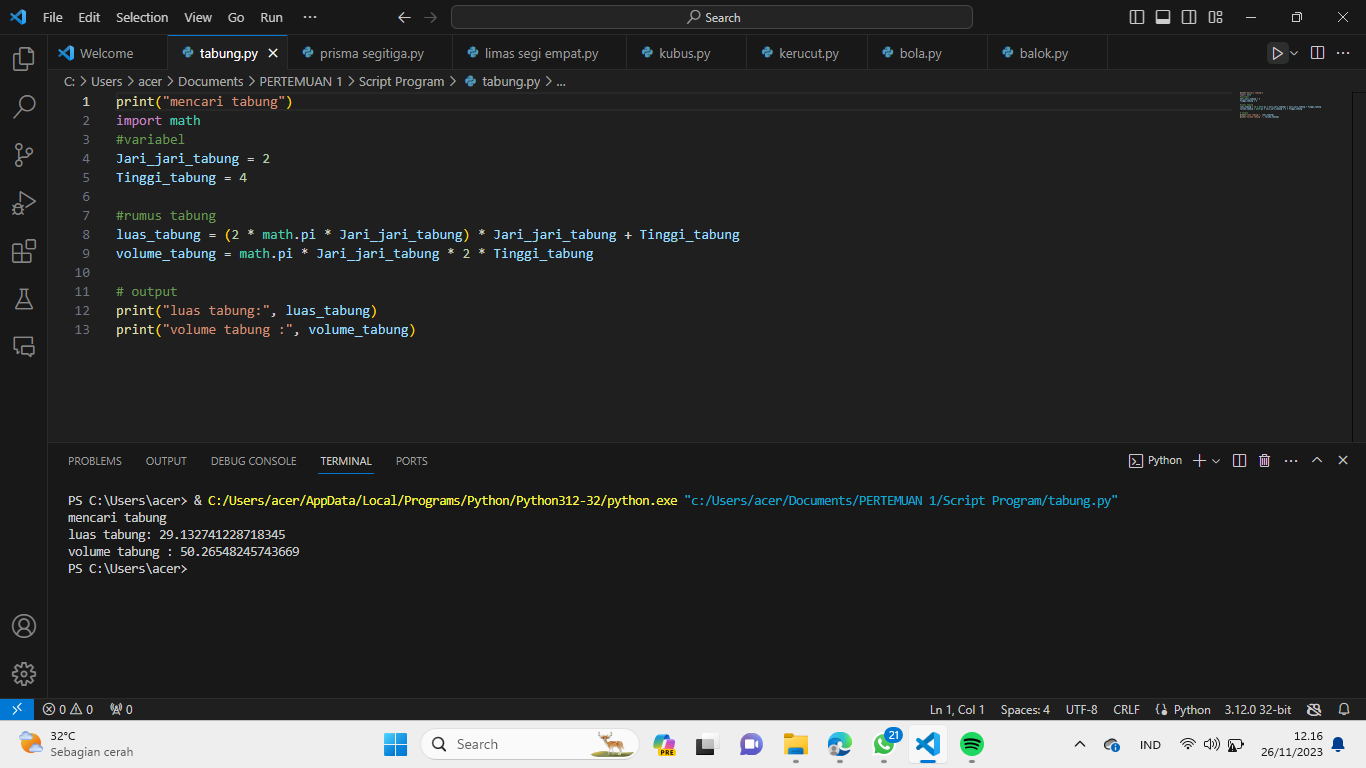 File Edit Selection View Go Run ··· Search
Welcome tabung.py prisma segitiga.py limas segi empat.py kubus.py kerucut.py bola.py balok.py
C: > Users > acer > Documents > PERTEMUAN 1 > Script Program > tabung.py > ...
1 print("mencari tabung")
2 import math
3 #variabel
4 Jari_jari_tabung = 2
5 Tinggi_tabung = 4
6
7 #rumus tabung
8 luas_tabung = (2 * math.pi * Jari_jari_tabung) * Jari_jari_tabung + Tinggi_tabung
9 volume_tabung = math.pi * Jari_jari_tabung * 2 * Tinggi_tabung
10
11 # output
12 print("luas tabung:", luas_tabung)
13 print("volume tabung :", volume_tabung)
PROBLEMS OUTPUT DEBUG CONSOLE TERMINAL PORTS Python
PS C:\Users\acer> & C:/Users/acer/AppData/Local/Programs/Python/Python312-32/python.exe "c:/Users/acer/Documents/PERTEMUAN 1/Script Program/tabung.py"
mencari tabung
luas tabung: 29.132741228718345
volume tabung : 50.26548245743669
PS C:\Users\acer>
0 0 0 Ln 1, Col 1 Spaces: 4 UTF-8 CRLF Python 3.12.0 32-bit
32°C
Sebagian cerah
Search
PRE
21
IND
12.16
26/11/2023